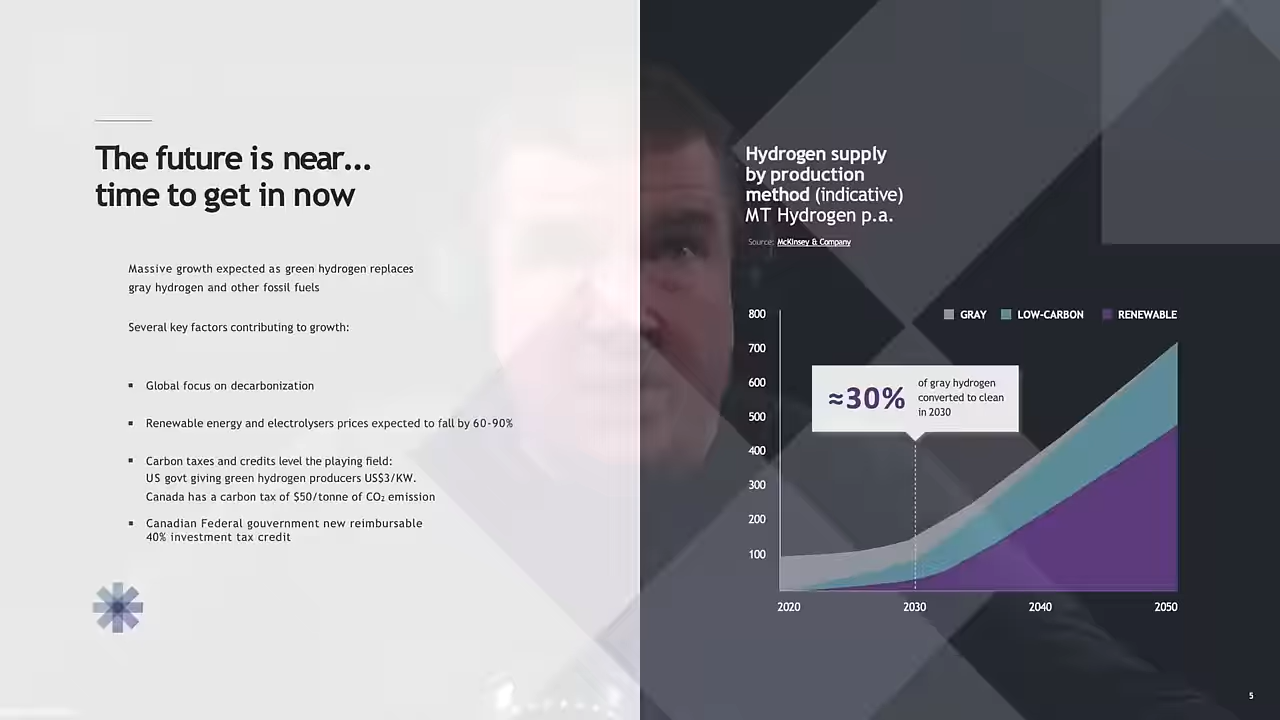 The future is near...
time to get in now
Massive growth expected as green hydrogen replaces
gray hydrogen and other fossil fuels
Several key factors contributing to growth:
▪ Global focus on decarbonization
▪ Renewable energy and electrolysers prices expected to fall by 60-90%
▪ Carbon taxes and credits level the playing field:
US govt giving green hydrogen producers US$3/KW.
Canada has a carbon tax of $50/tonne of CO₂ emission
▪ Canadian Federal gouvernment new reimbursable
40% investment tax credit
Hydrogen supply
by production
method (indicative)
MT Hydrogen p.a.
Source: McKinsey & Company
GRAY LOW-CARBON RENEWABLE
800
700
600
500
400
300
200
100
≈30%
of gray hydrogen
converted to clean
in 2030
2020 2030 2040 2050
5